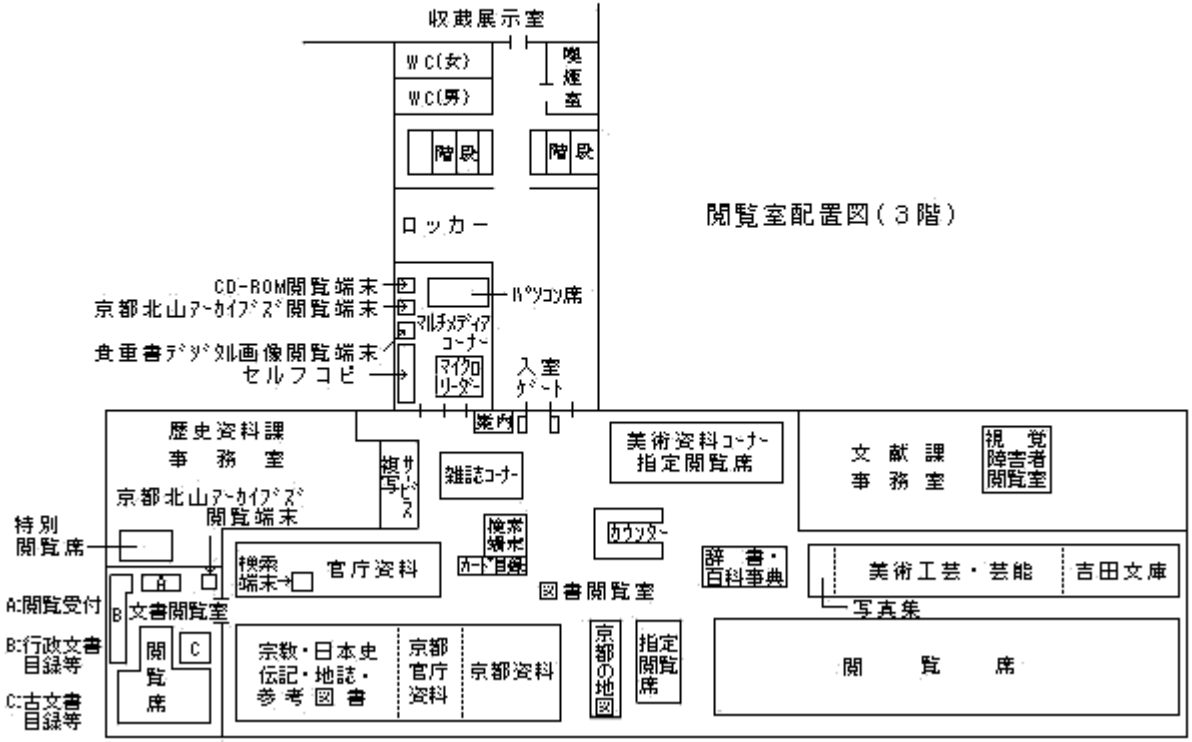 収蔵展示室
WC(女)
WC(男)
喫
煙
室
階段
階段
閲覧室配置図(3階)
ロッカー
CD-ROM閲覧端末
京都北山アーカイブズ閲覧端末
貴重書デジタル画像閲覧端末
セルフコピー
パソコン席
マルチメディア
コーナー
マイクロ
リーダー
入室
ゲート
案内
歴史資料課
事務室
京都北山アーカイブズ
閲覧端末
特別
閲覧席
複写
サービス
雑誌コーナー
美術資料コーナー
指定閲覧席
文献課
事務室
視覚
障害者
閲覧室
検索
端末
カード目録
カウンター
検索
端末
官庁資料
辞書・
百科事典
美術工芸・芸能
吉田文庫
写真集
図書閲覧室
A:閲覧受付
B:行政文書
目録等
C:古文書
目録等
A
B
C
文書閲覧室
閲
覧
席
宗教・日本史
伝記・地誌・
参考図書
京都
官庁
資料
京都資料
京都の地図
指定
閲覧
席
閲覧席